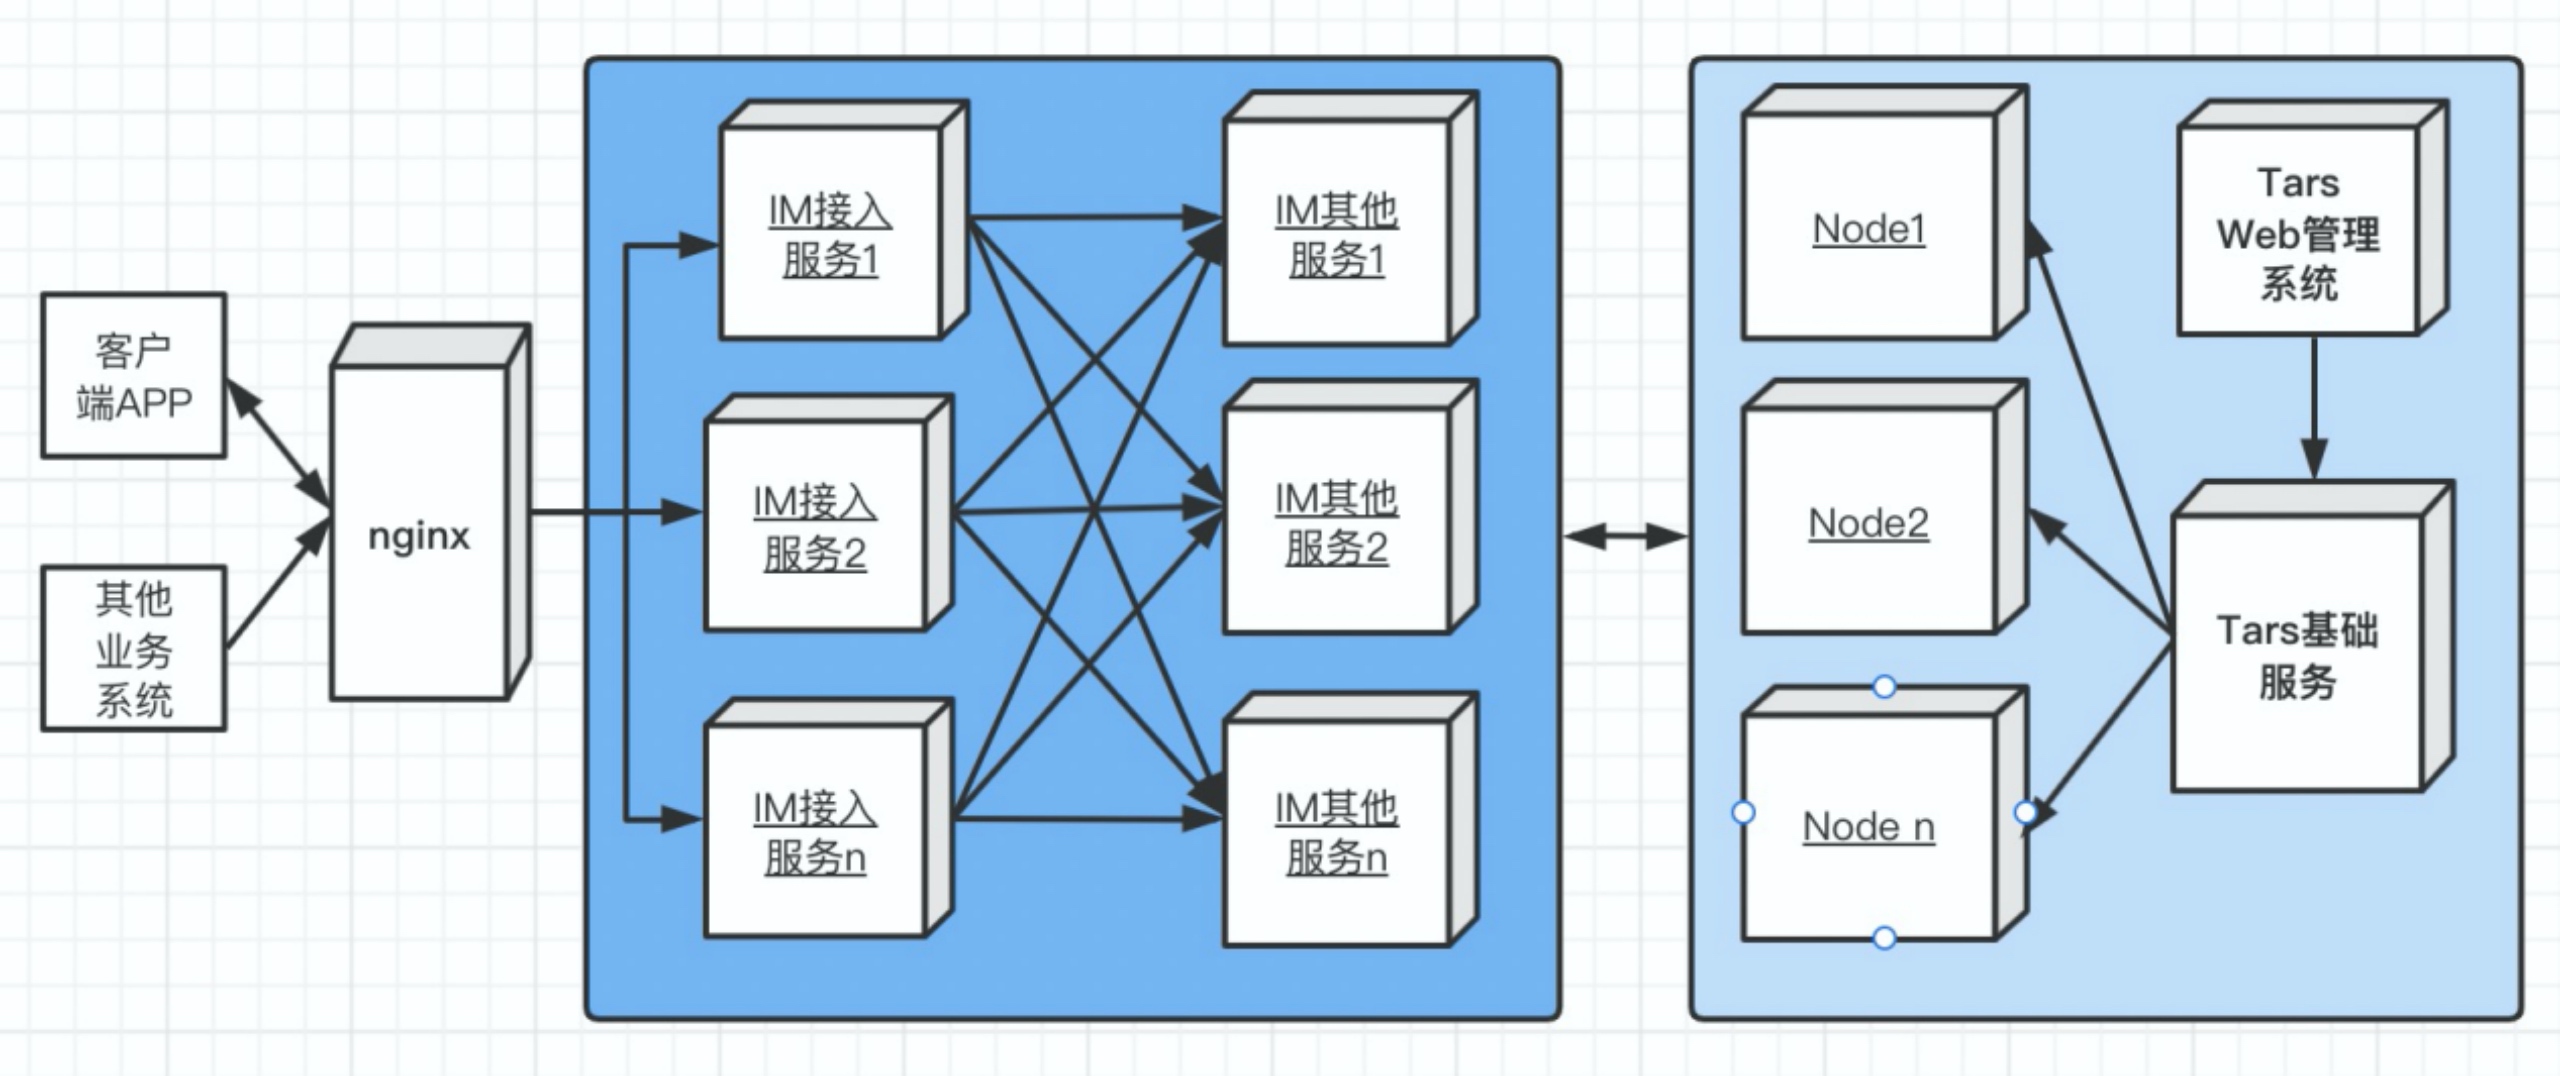 客户
端APP
其他
业务
系统
nginx
IM接入
服务1
IM接入
服务2
IM接入
服务n
IM其他
服务1
IM其他
服务2
IM其他
服务n
Node1
Node2
Node n
Tars
Web管理
系统
Tars基础
服务